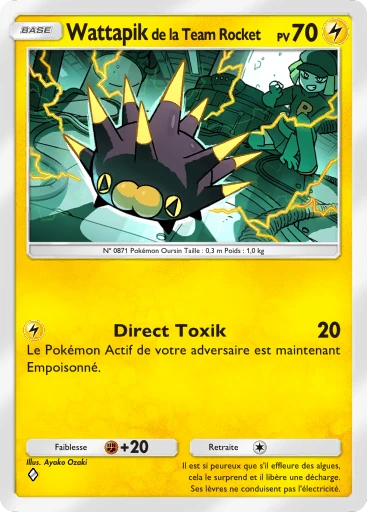 BASE
Wattapik de la Team Rocket PV 70
N° 0871 Pokémon Oursin Taille : 0,3 m Poids : 1,0 kg
Direct Toxik 20
Le Pokémon Actif de votre adversaire est maintenant
Empoisonné.
Faiblesse +20
Retraite
Illus. Ayako Ozaki
Il est si peureux que s'il effleure des algues,
cela le surprend et il libère une décharge.
Ses lèvres ne conduisent pas l'électricité.